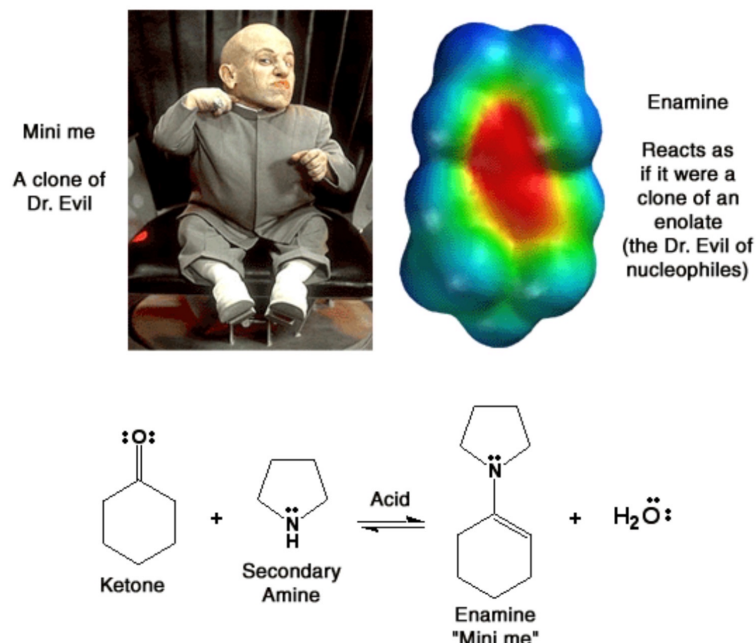 Mini me
A clone of
Dr. Evil
Enamine
Reacts as
if it were a
clone of an
enolate
(the Dr. Evil of
nucleophiles)
:O:
+
N
H
Acid
N
+
H₂O:
Ketone
Secondary
Amine
Enamine
"Mini me"